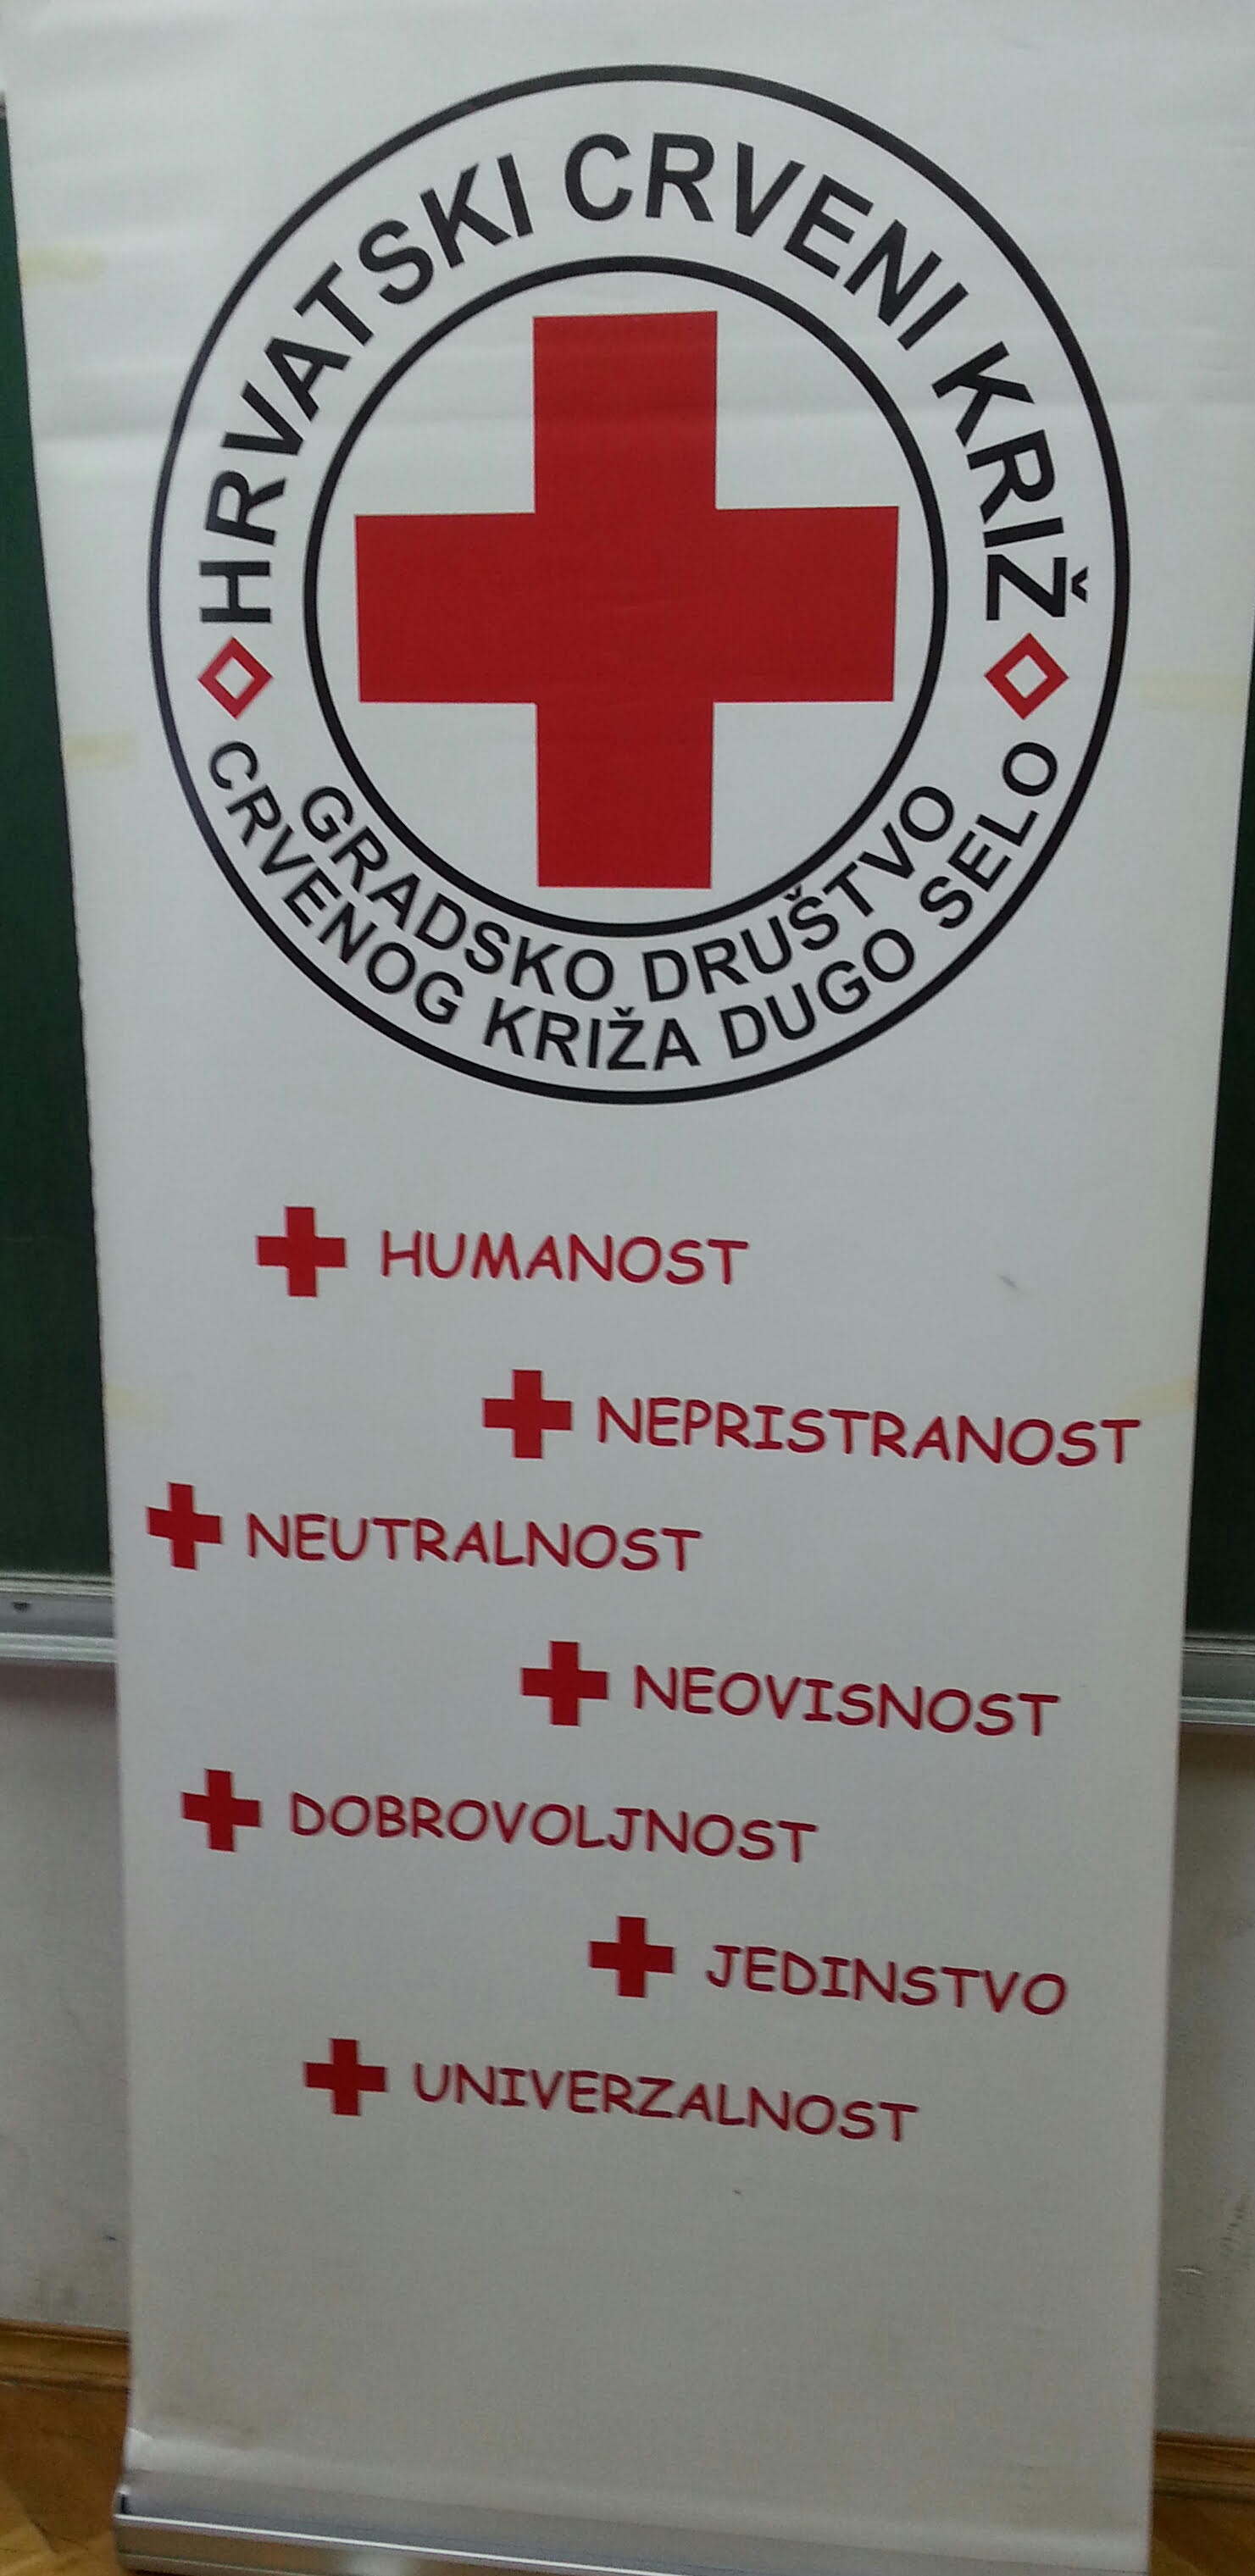 HRVATSKI CRVENI KRIŽ
GRADSKO DRUŠTVO
CRVENOG KRIŽA DUGO SELO
HUMANOST
NEPRISTRANOST
NEUTRALNOST
NEOVISNOST
DOBROVOLJNOST
JEDINSTVO
UNIVERZALNOST